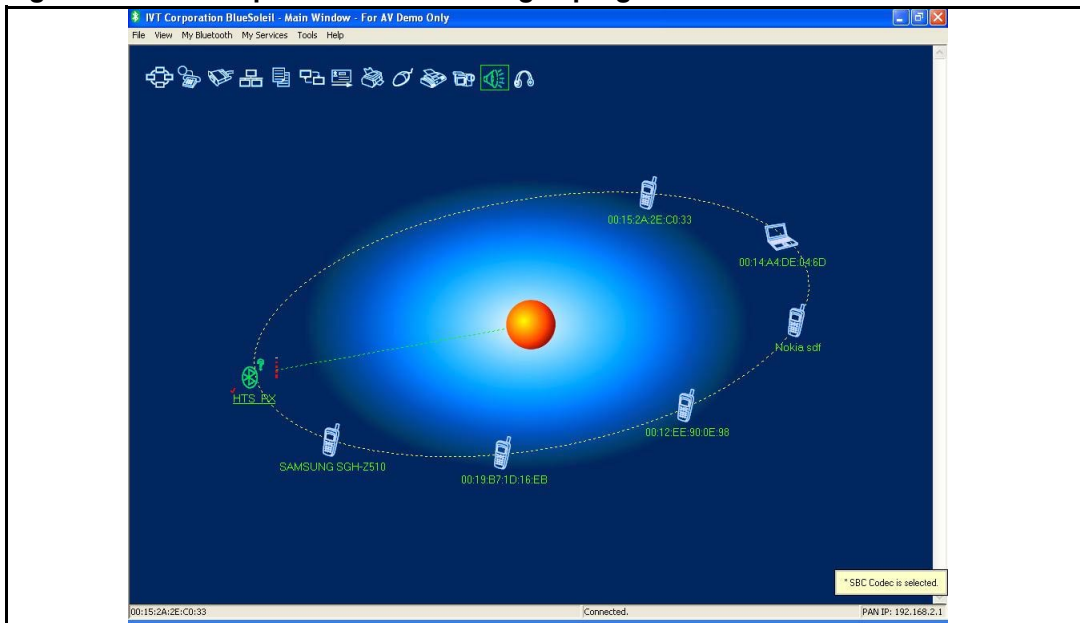 IVT Corporation BlueSoleil - Main Window - For AV Demo Only
File View My Bluetooth My Services Tools Help
00:15:2A:2E:C0:33
00:14:A4:DE:04:6D
Nokia sdf
00:12:EE:90:0E:98
HTS_RX
SAMSUNG SGH-Z510
00:19:B7:1D:16:EB
* SBC Codec is selected.
00:15:2A:2E:C0:33 Connected. PAN IP: 192.168.2.1